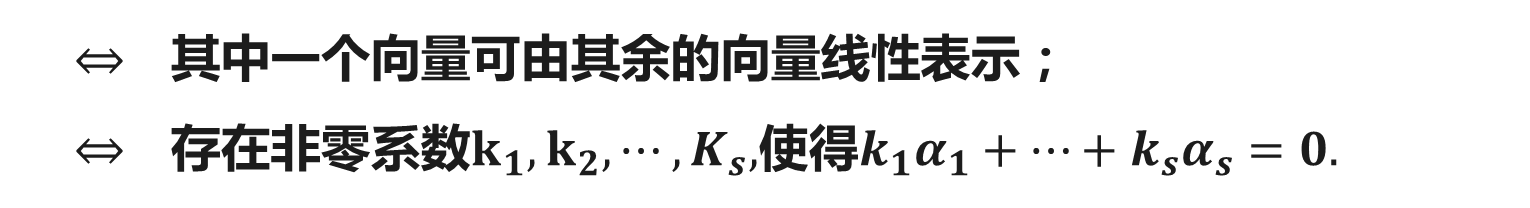 ⇔ 其中一个向量可由其余的向量线性表示；
⇔ 存在非零系数k₁, k₂, ⋯ , Kₛ,使得k₁α₁ + ⋯ + kₛαₛ = 0.